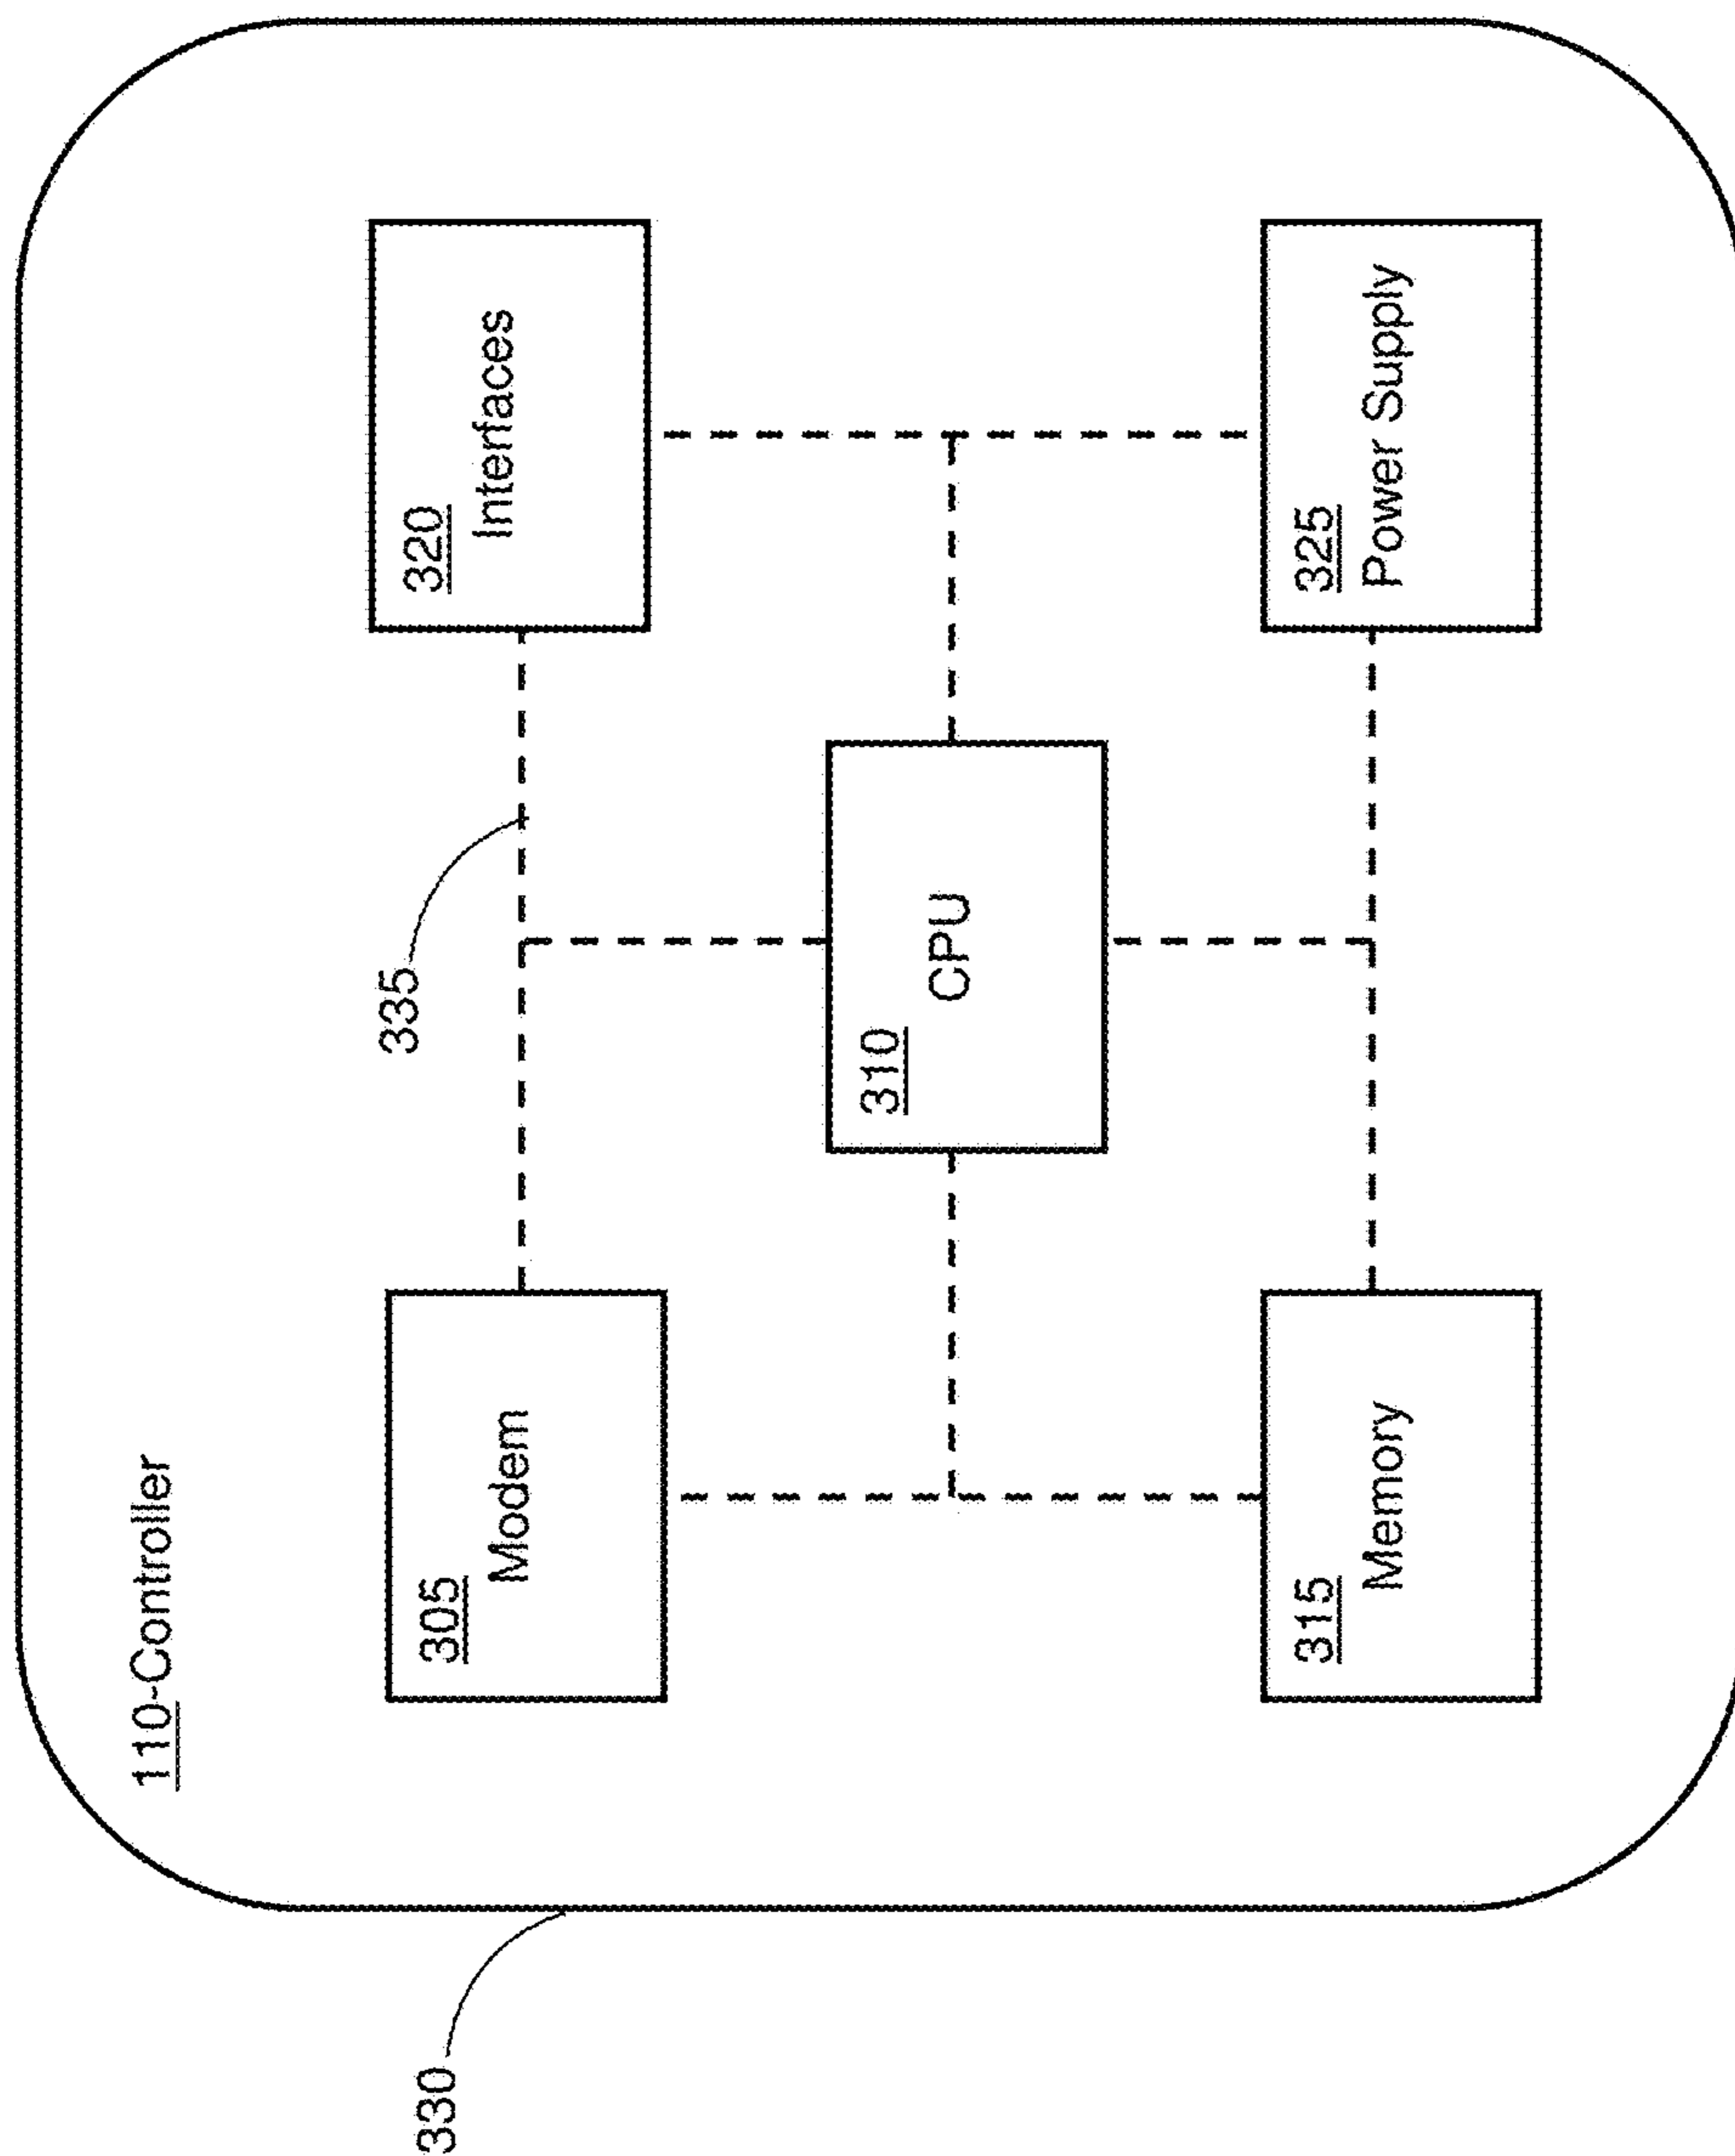 110-Controller
305
Modem
335
320
Interfaces
310
CPU
315
Memory
325
Power Supply
330